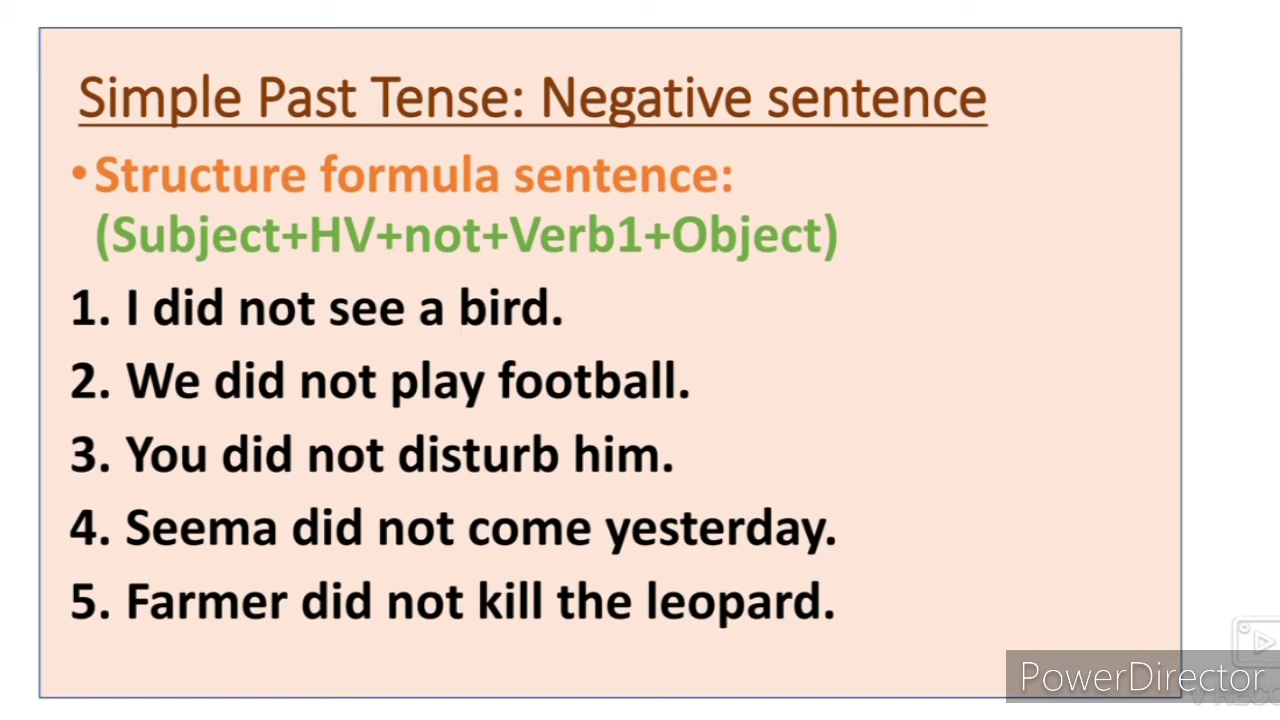 Simple Past Tense: Negative sentence
• Structure formula sentence:
(Subject+HV+not+Verb1+Object)
1. I did not see a bird.
2. We did not play football.
3. You did not disturb him.
4. Seema did not come yesterday.
5. Farmer did not kill the leopard.
PowerDirector